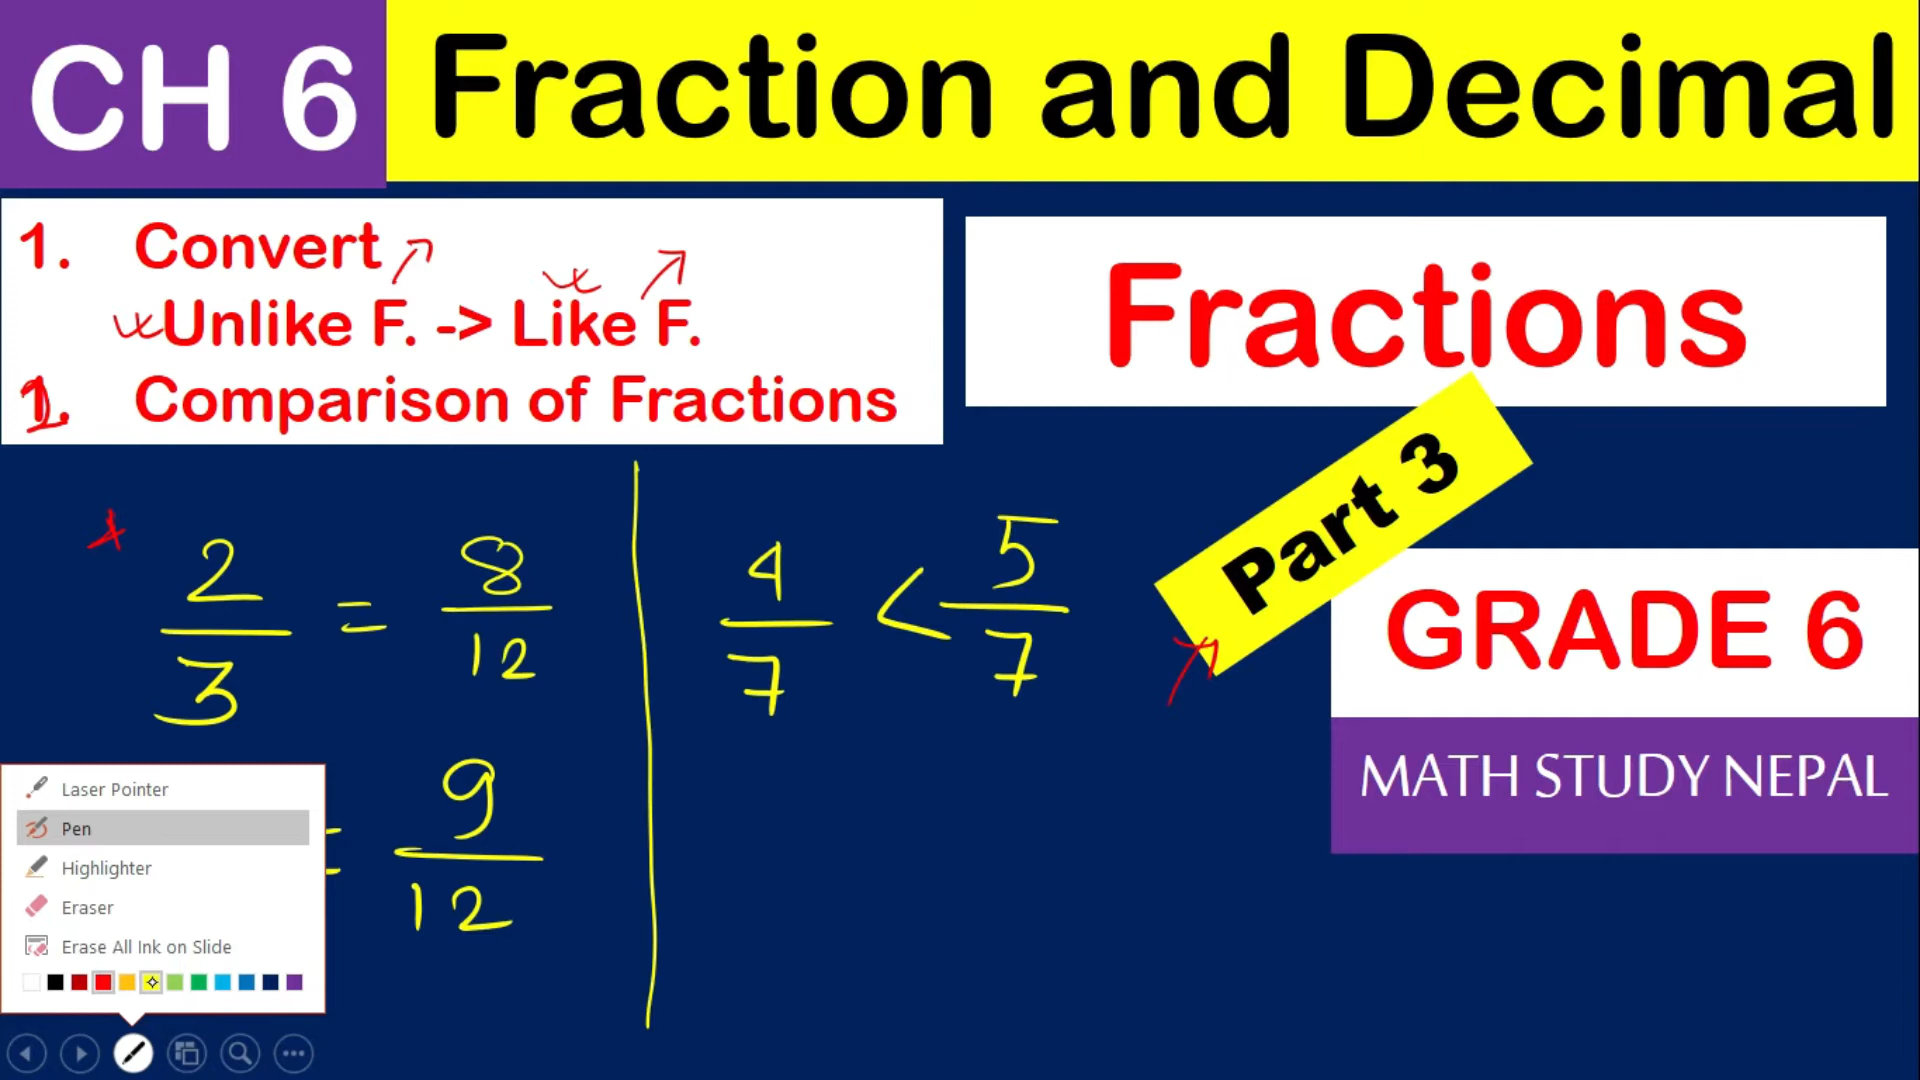 CH 6
Fraction and Decimal
1. Convert
Unlike F. -> Like F.
1. Comparison of Fractions
Fractions
Part 3
GRADE 6
MATH STUDY NEPAL
2/3 = 8/12
4/7 < 5/7
= 9/12
Laser Pointer
Pen
Highlighter
Eraser
Erase All Ink on Slide